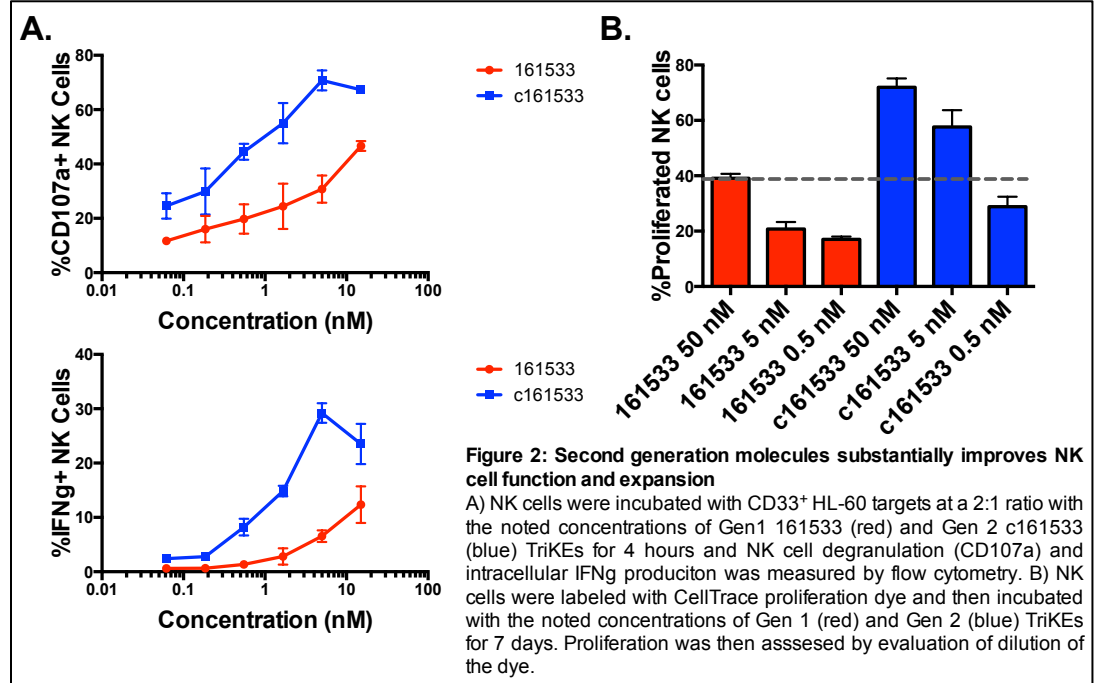 A.
80
60
40
20
0
%CD107a+ NK Cells
0.01
0.1
1
10
100
Concentration (nM)
161533
c161533
40
30
20
10
0
%IFNg+ NK Cells
0.01
0.1
1
10
100
Concentration (nM)
161533
c161533
B.
80
60
40
20
0
%Proliferated NK cells
161533 50 nM
161533 5 nM
161533 0.5 nM
c161533 50 nM
c161533 5 nM
c161533 0.5 nM
Figure 2: Second generation molecules substantially improves NK
cell function and expansion
A) NK cells were incubated with CD33+ HL-60 targets at a 2:1 ratio with
the noted concentrations of Gen1 161533 (red) and Gen 2 c161533
(blue) TriKEs for 4 hours and NK cell degranulation (CD107a) and
intracellular IFNg produciton was measured by flow cytometry. B) NK
cells were labeled with CellTrace proliferation dye and then incubated
with the noted concentrations of Gen 1 (red) and Gen 2 (blue) TriKEs
for 7 days. Proliferation was then asssesed by evaluation of dilution of
the dye.